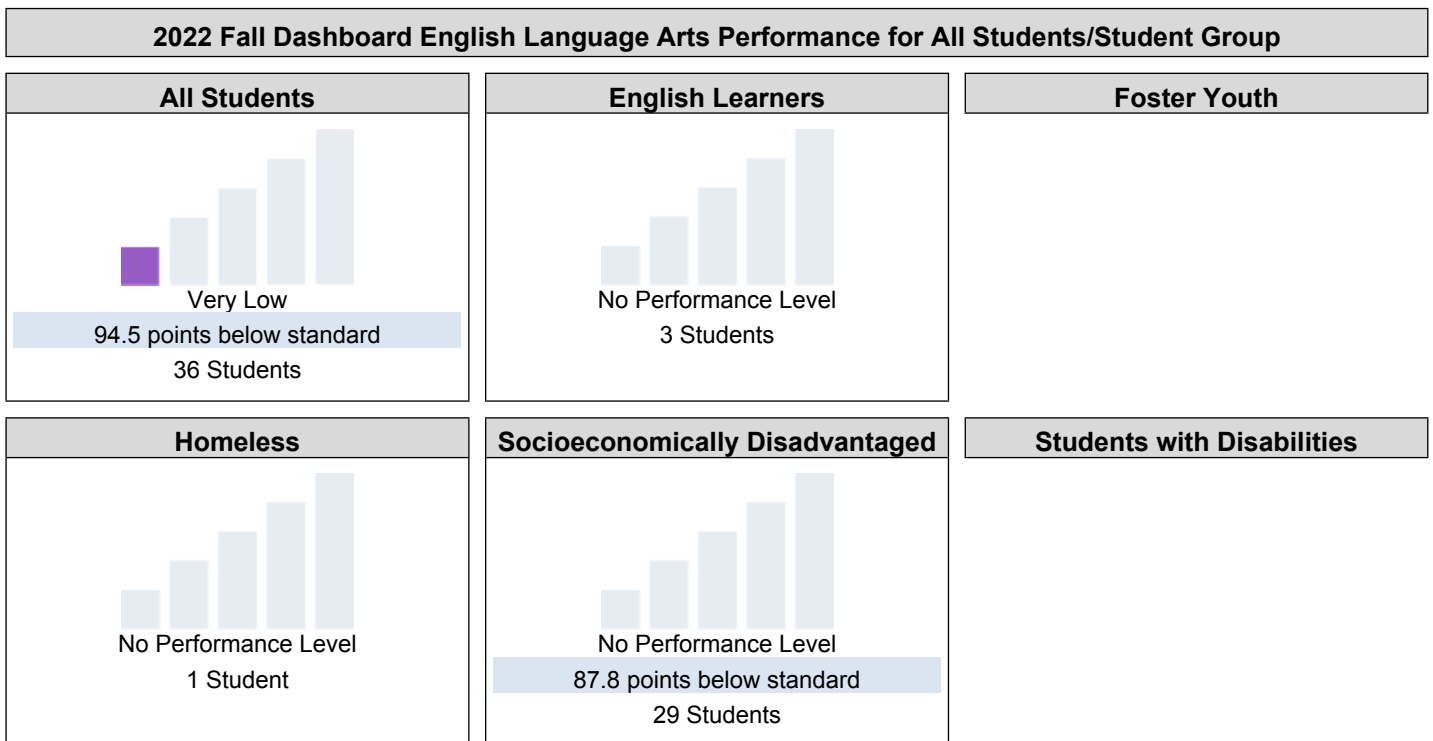 2022 Fall Dashboard English Language Arts Performance for All Students/Student Group
All Students
Very Low
94.5 points below standard
36 Students
English Learners
No Performance Level
3 Students
Foster Youth
Homeless
No Performance Level
1 Student
Socioeconomically Disadvantaged
No Performance Level
87.8 points below standard
29 Students
Students with Disabilities